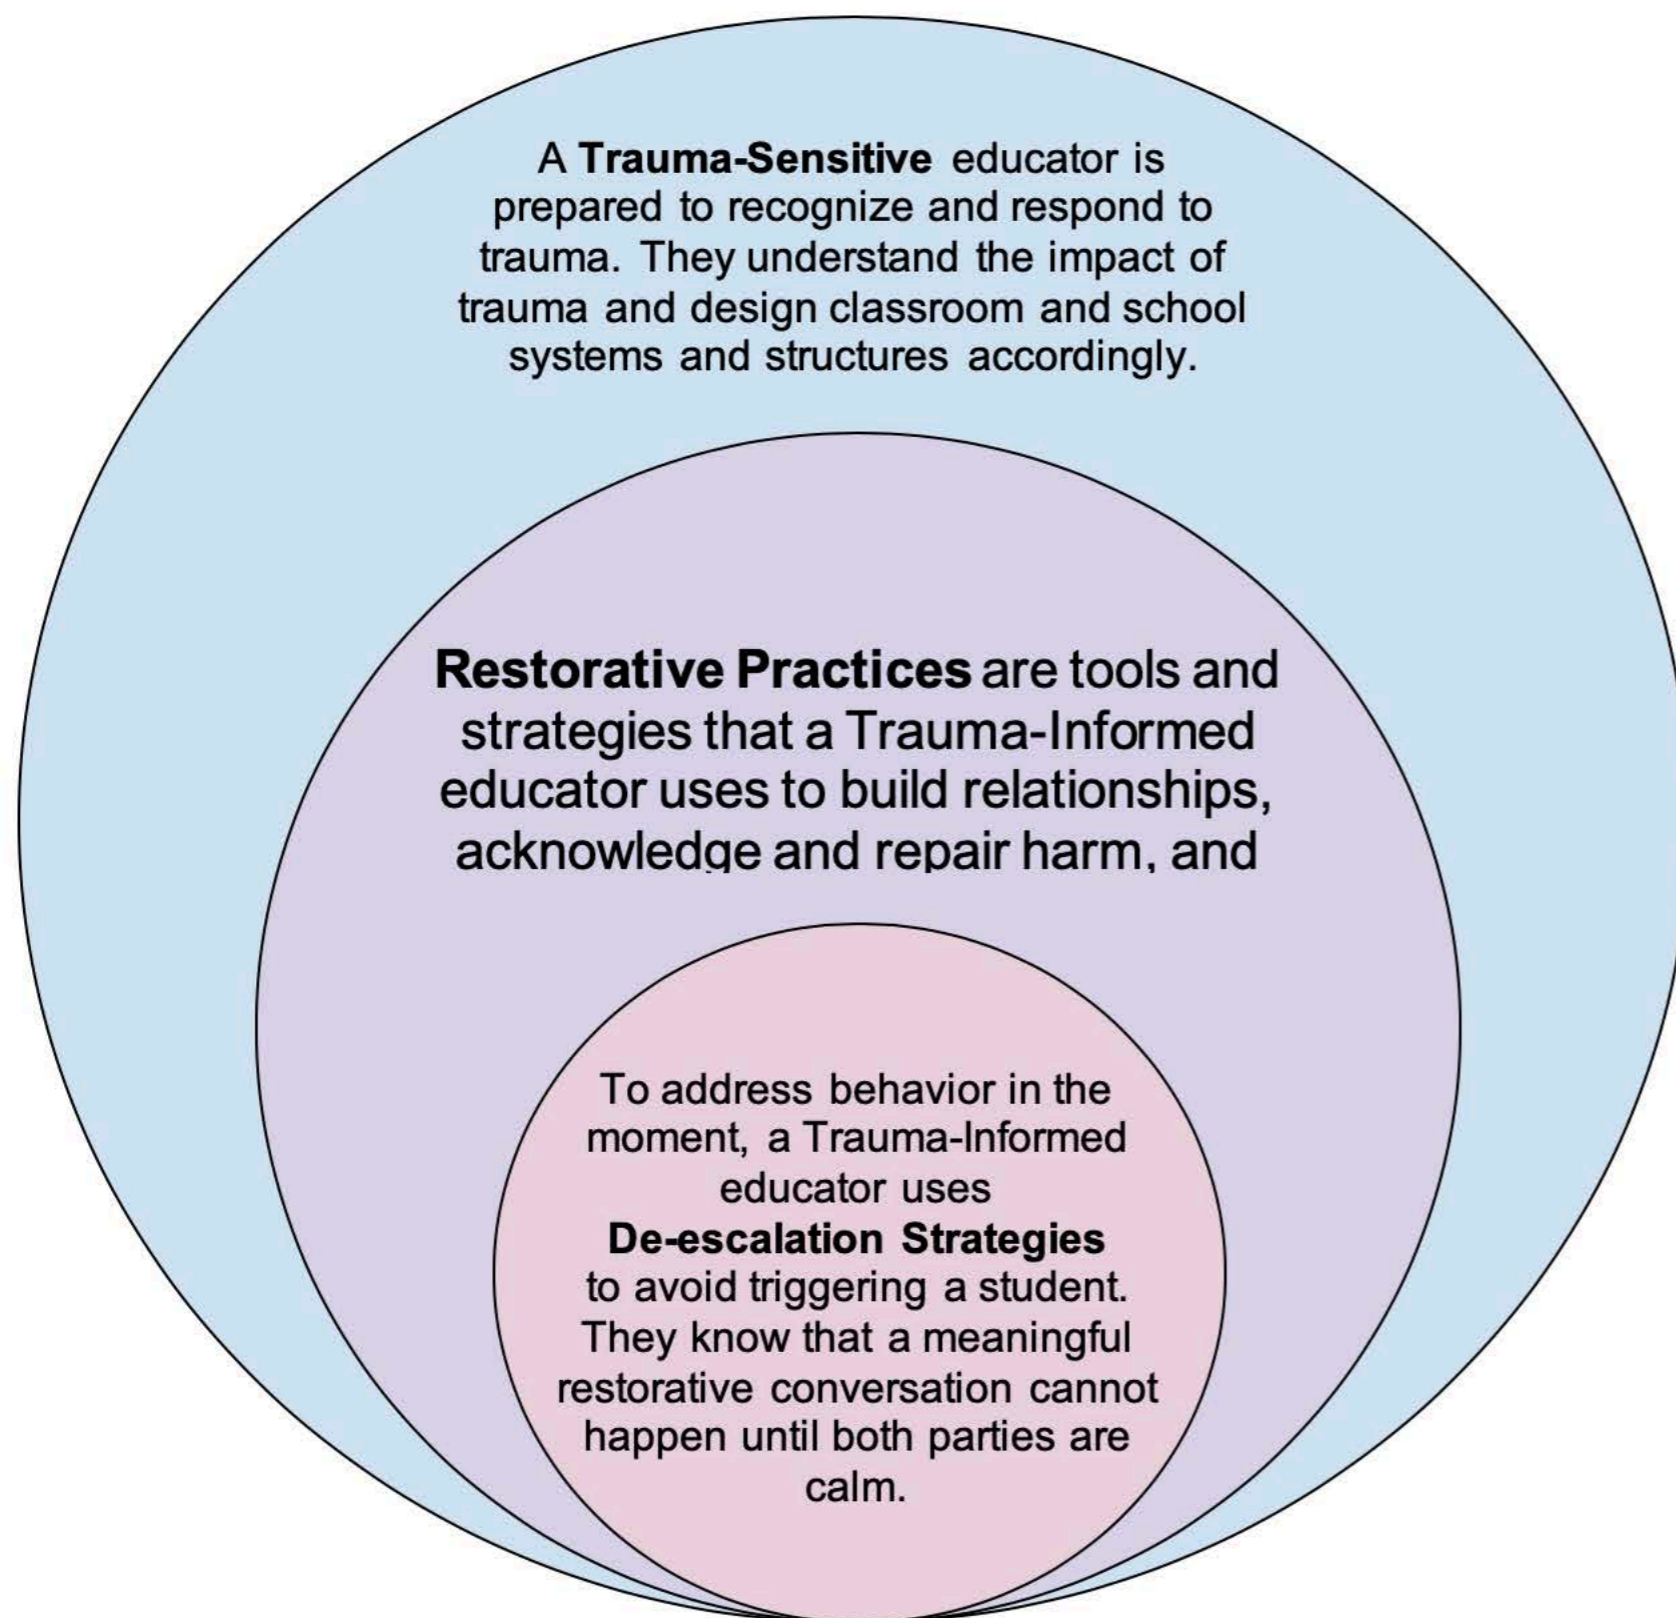 A Trauma-Sensitive educator is
prepared to recognize and respond to
trauma. They understand the impact of
trauma and design classroom and school
systems and structures accordingly.
Restorative Practices are tools and
strategies that a Trauma-Informed
educator uses to build relationships,
acknowledge and repair harm, and
To address behavior in the
moment, a Trauma-Informed
educator uses
De-escalation Strategies
to avoid triggering a student.
They know that a meaningful
restorative conversation cannot
happen until both parties are
calm.